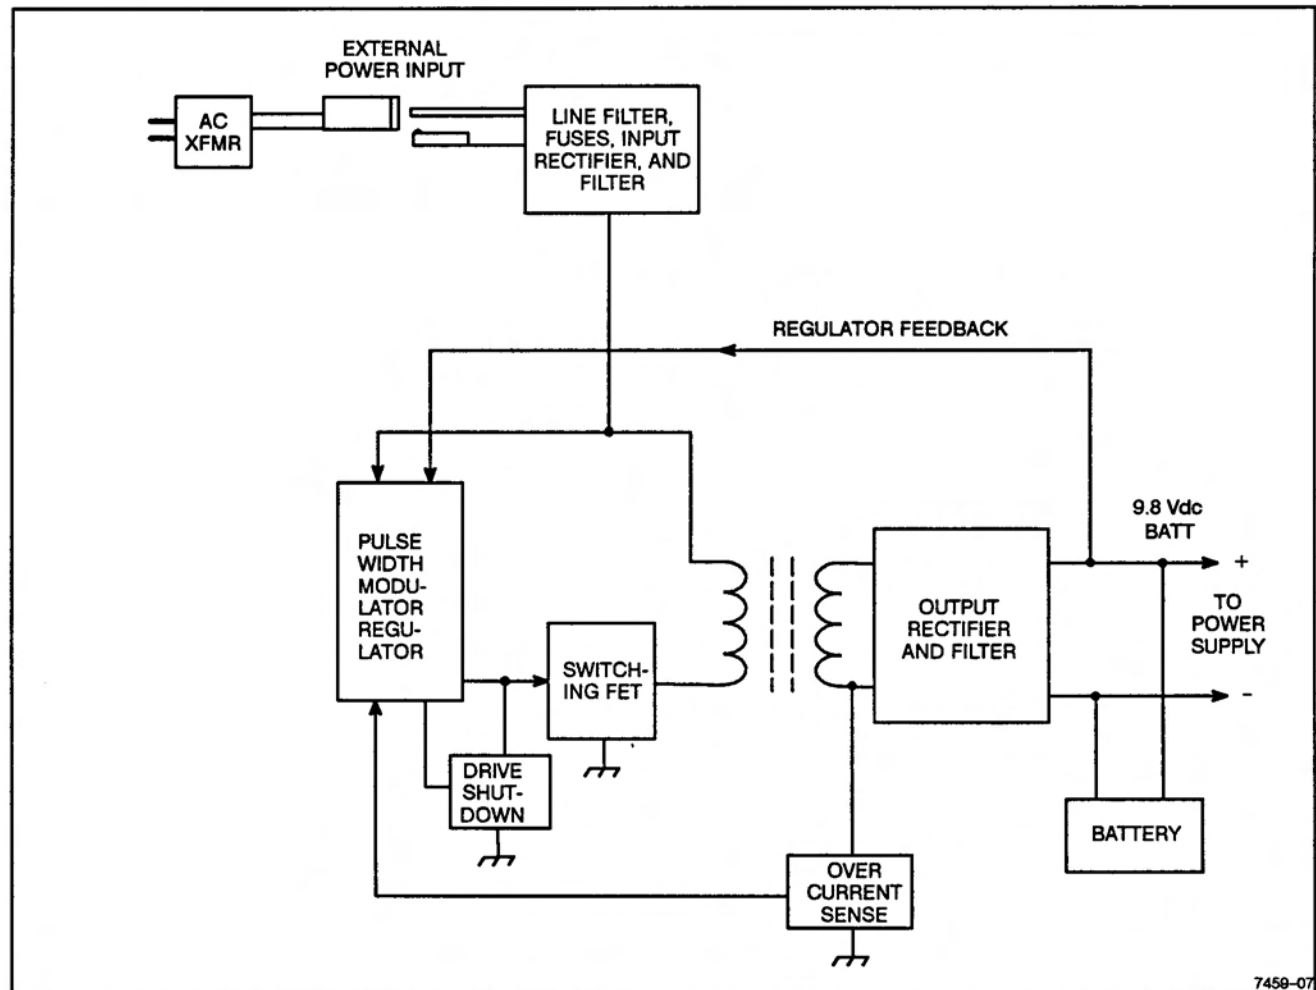 EXTERNAL
POWER INPUT
AC
XFMR
LINE FILTER,
FUSES, INPUT
RECTIFIER, AND
FILTER
REGULATOR FEEDBACK
PULSE
WIDTH
MODU-
LATOR
REGU-
LATOR
SWITCH-
ING FET
DRIVE
SHUT-
DOWN
OUTPUT
RECTIFIER
AND FILTER
9.8 Vdc
BATT
+
TO
POWER
SUPPLY
-
BATTERY
OVER
CURRENT
SENSE
7459-07